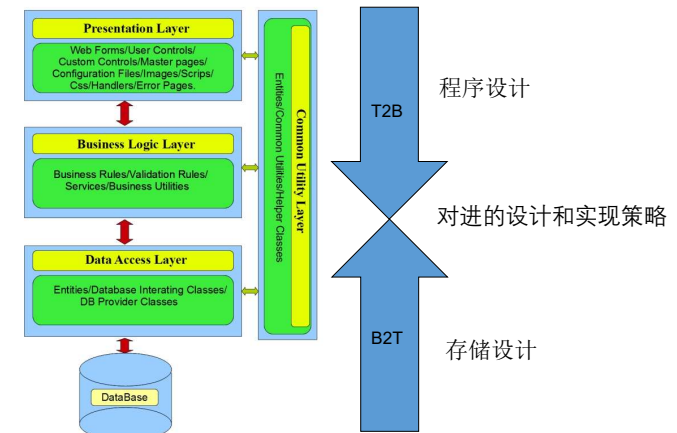 Presentation Layer
Web Forms/User Controls/
Custom Controls/Master pages/
Configuration Files/Images/Scrips/
Css/Handlers/Error Pages.
Business Logic Layer
Business Rules/Validation Rules/
Services/Business Utilities
Data Access Layer
Entities/Database Interating Classes/
DB Provider Classes
DataBase
Common Utility Layer
Entities/Common Utilities/Helper Classes
T2B
程序设计
对进的设计和实现策略
B2T
存储设计